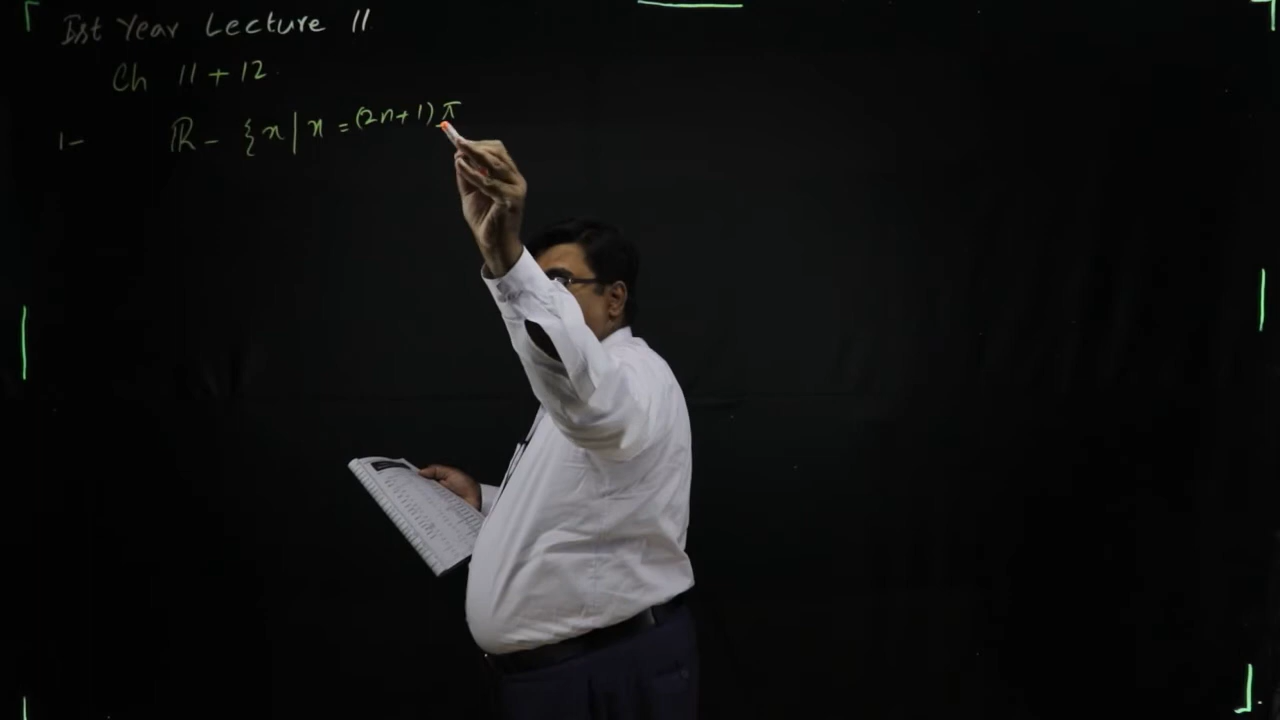 Ist Year Lecture 11
Ch 11 + 12
1- ℝ - { x | x = (2n+1) π